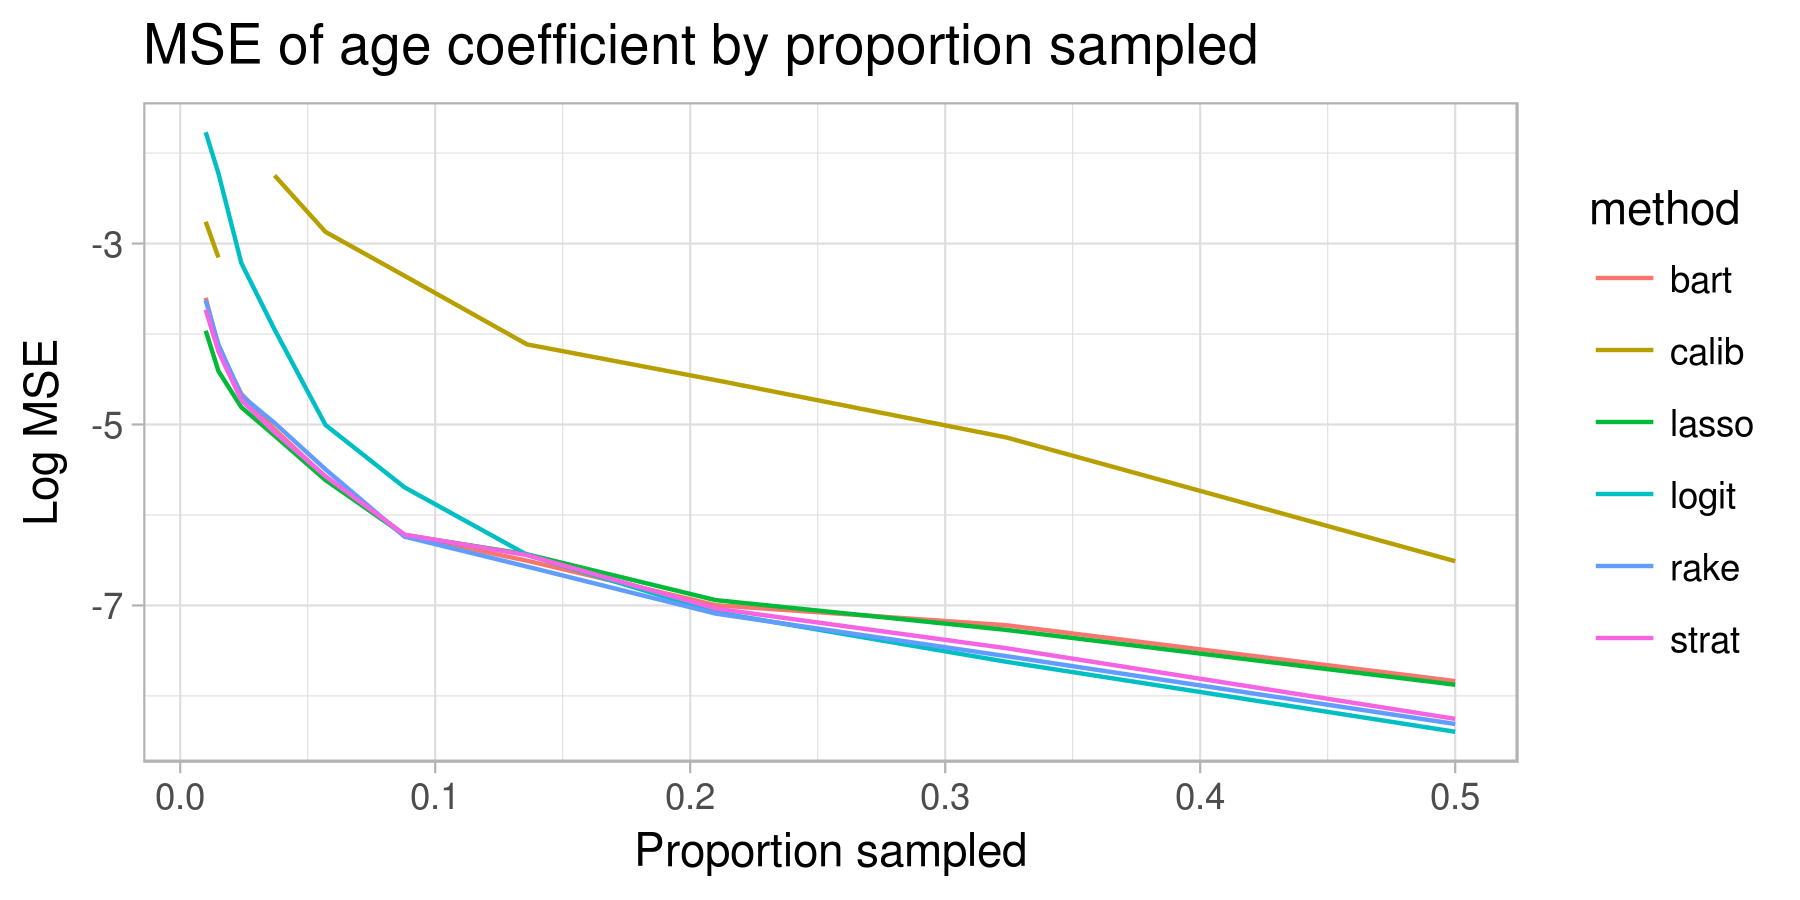 MSE of age coefficient by proportion sampled
Log MSE
-3
-5
-7
0.0 0.1 0.2 0.3 0.4 0.5
Proportion sampled
method
bart
calib
lasso
logit
rake
strat